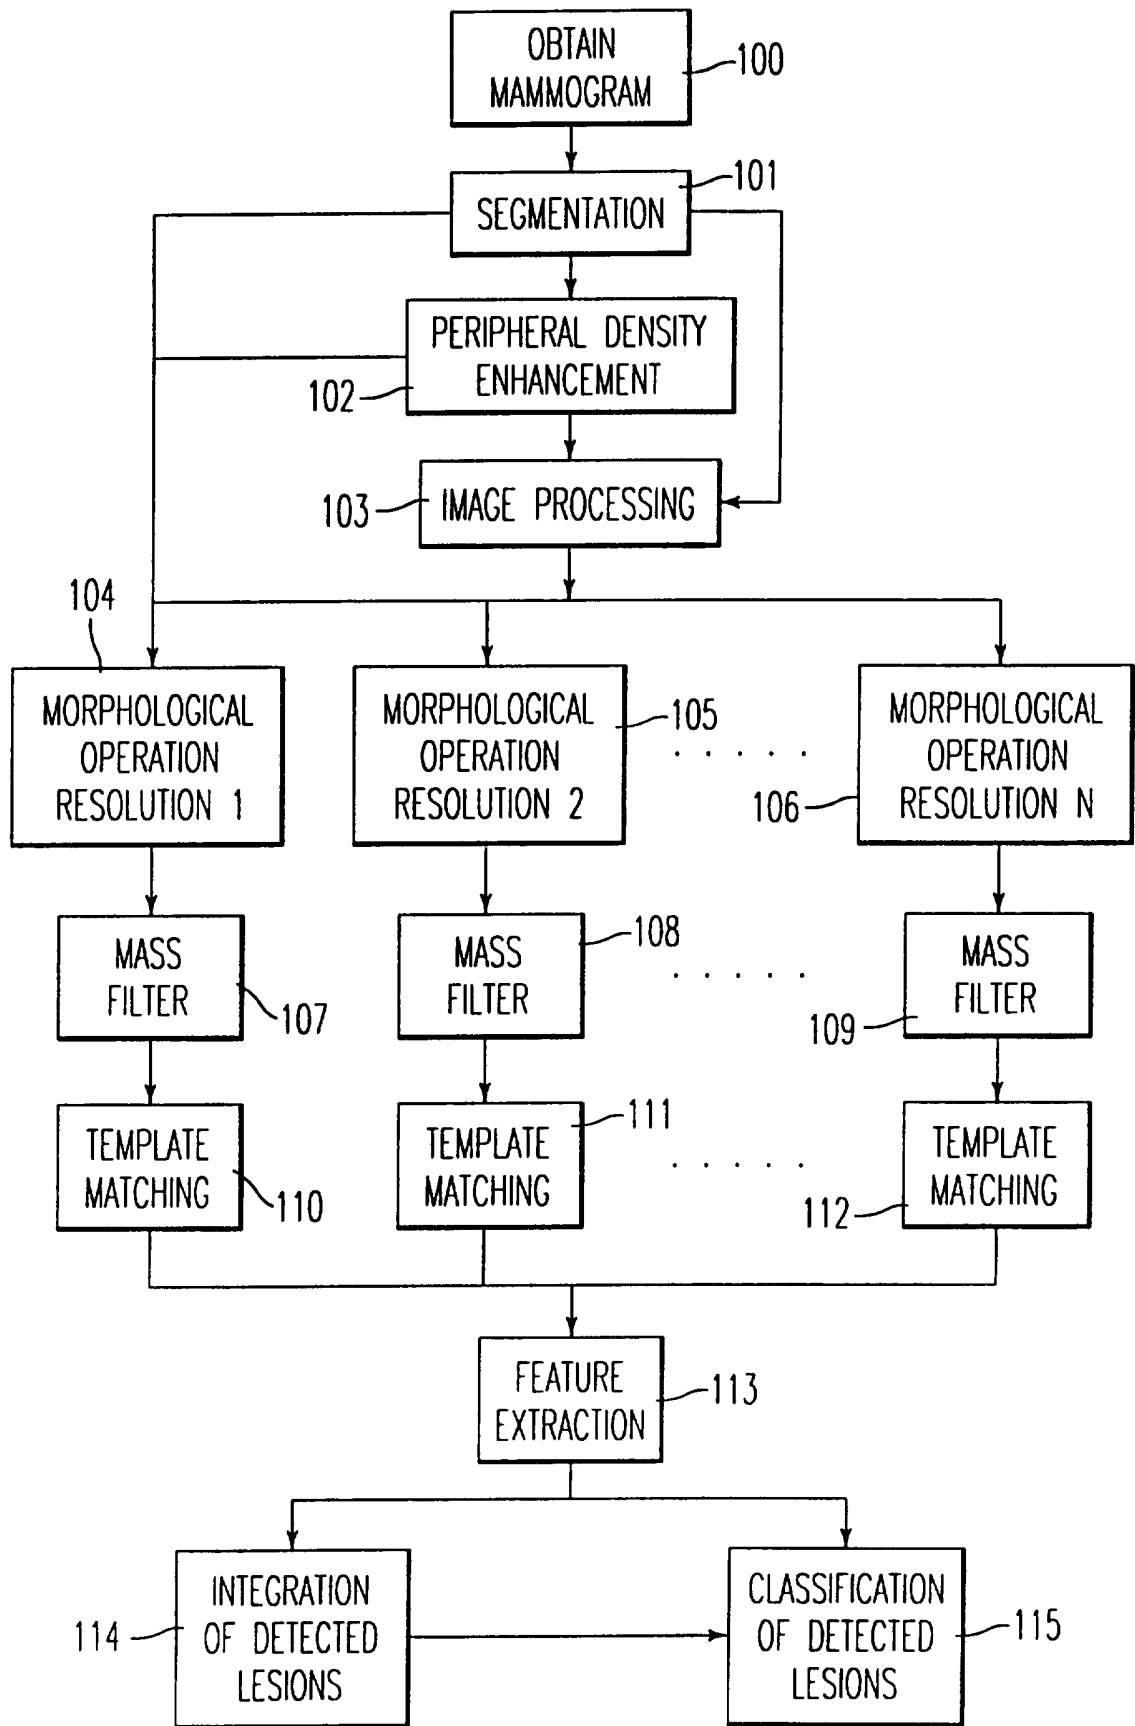 OBTAIN
MAMMOGRAM
100
101
SEGMENTATION
PERIPHERAL DENSITY
ENHANCEMENT
102
IMAGE PROCESSING
103
104
MORPHOLOGICAL
OPERATION
RESOLUTION 1
MORPHOLOGICAL
OPERATION
RESOLUTION 2
105
. . . . .
MORPHOLOGICAL
OPERATION
RESOLUTION N
106
MASS
FILTER
107
MASS
FILTER
108
. . . . .
MASS
FILTER
109
TEMPLATE
MATCHING
110
TEMPLATE
MATCHING
111
. . . . .
TEMPLATE
MATCHING
112
FEATURE
EXTRACTION
113
INTEGRATION
OF DETECTED
LESIONS
114
CLASSIFICATION
OF DETECTED
LESIONS
115